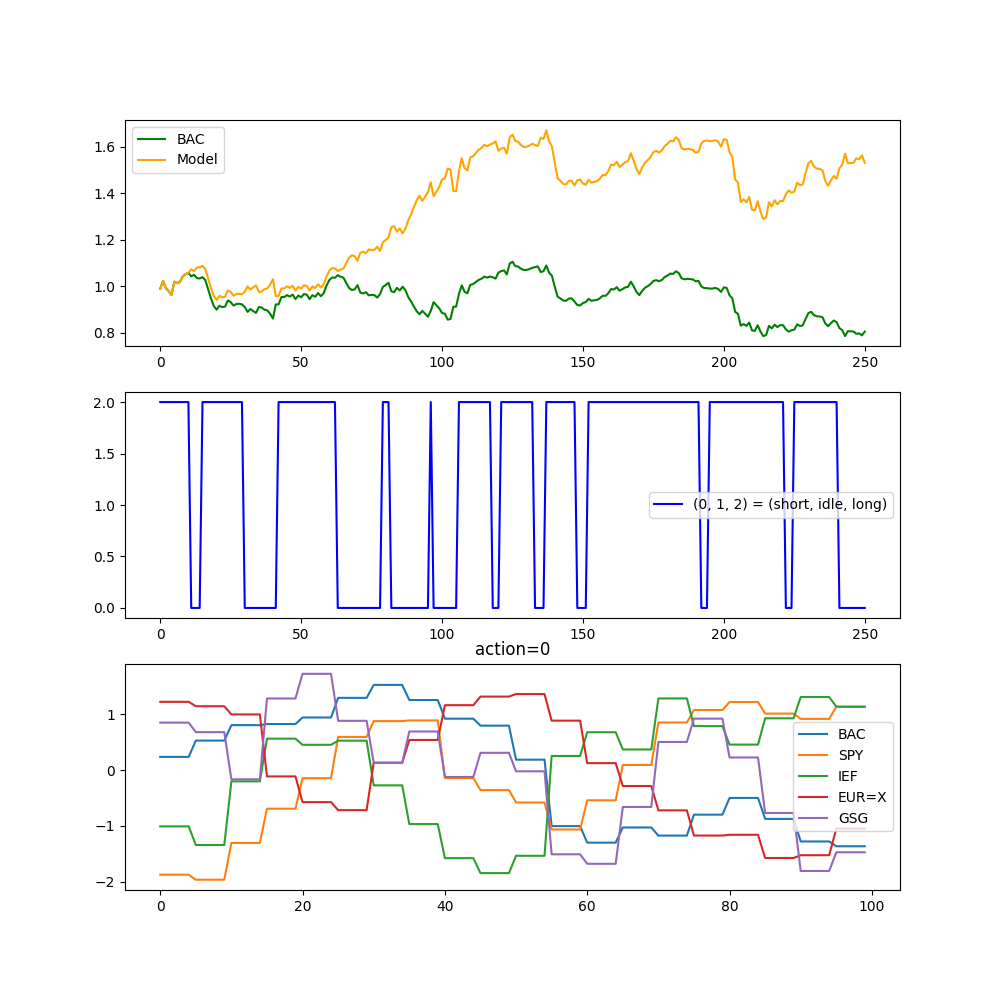 1.6
1.4
1.2
1.0
0.8
BAC
Model
0 50 100 150 200 250
2.0
1.5
1.0
0.5
0.0
(0, 1, 2) = (short, idle, long)
0 50 100 150 200 250
action=0
1
0
−1
−2
BAC
SPY
IEF
EUR=X
GSG
0 20 40 60 80 100